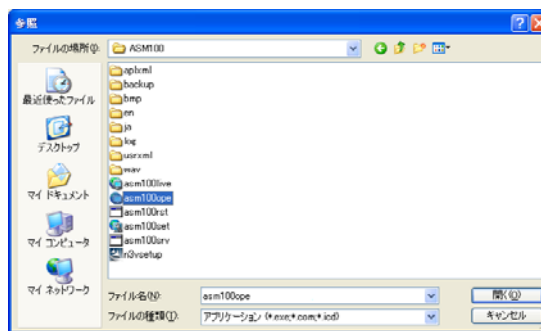 参照
ファイルの場所(I):
ASM100
最近使ったファイル
デスクトップ
マイ ドキュメント
マイ コンピュータ
マイ ネットワーク
aplxml
backup
bmp
en
ja
log
usrxml
wav
asm100live
asm100ope
asm100rst
asm100set
asm100srv
n3vsetup
ファイル名(N):
asm100ope
開く(O)
ファイルの種類(T):
アプリケーション (*.exe;*.com;*.icd)
キャンセル